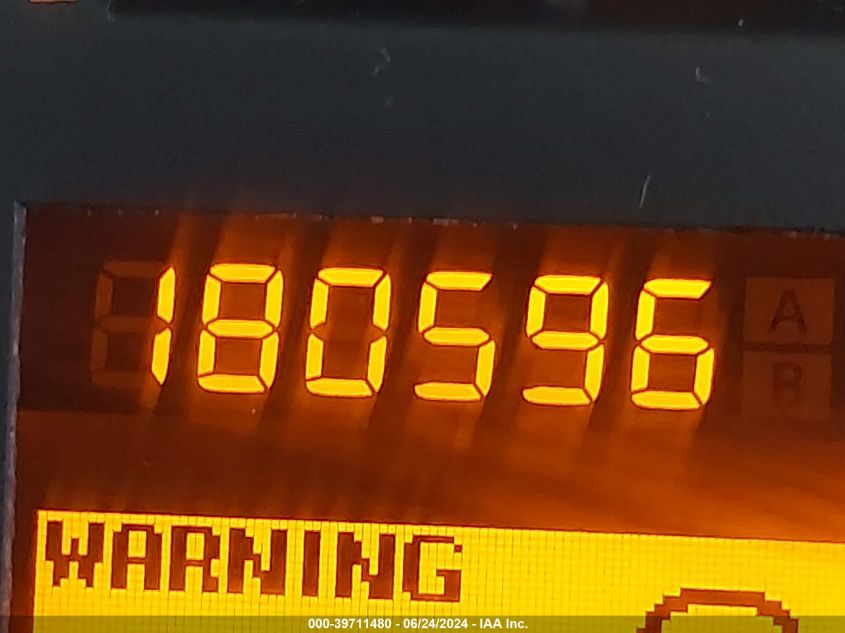 180596
A
B
WARNING
000-39711480 - 06/24/2024 - IAA Inc.